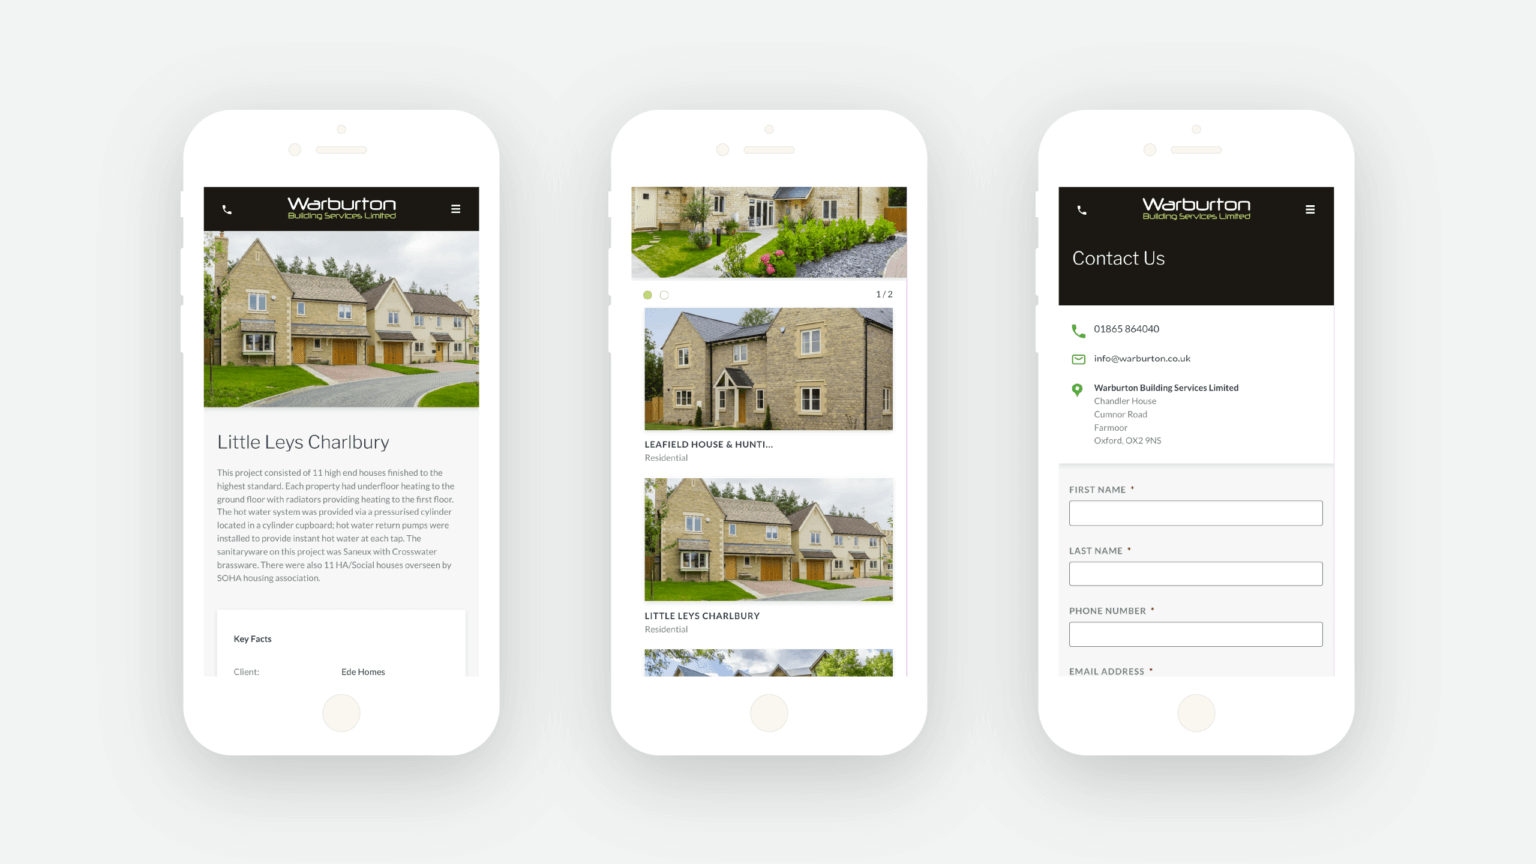 Warburton
Building Services Limited
Little Leys Charlbury
This project consisted of 11 high end houses finished to the
highest standard. Each property had underfloor heating to the
ground floor with radiators providing heating to the first floor.
The hot water system was provided via a pressurised cylinder
located in a cylinder cupboard; hot water return pumps were
installed to provide instant hot water at each tap. The
sanitaryware on this project was Saneux with Crosswater
brassware. There were also 11 HA/Social houses overseen by
SOHA housing association.
Key Facts
Client: Ede Homes
1 / 2
LEAFIELD HOUSE & HUNTI...
Residential
LITTLE LEYS CHARLBURY
Residential
Warburton
Building Services Limited
Contact Us
01865 864040
info@warburton.co.uk
Warburton Building Services Limited
Chandler House
Cumnor Road
Farmoor
Oxford, OX2 9NS
FIRST NAME *
LAST NAME *
PHONE NUMBER *
EMAIL ADDRESS *